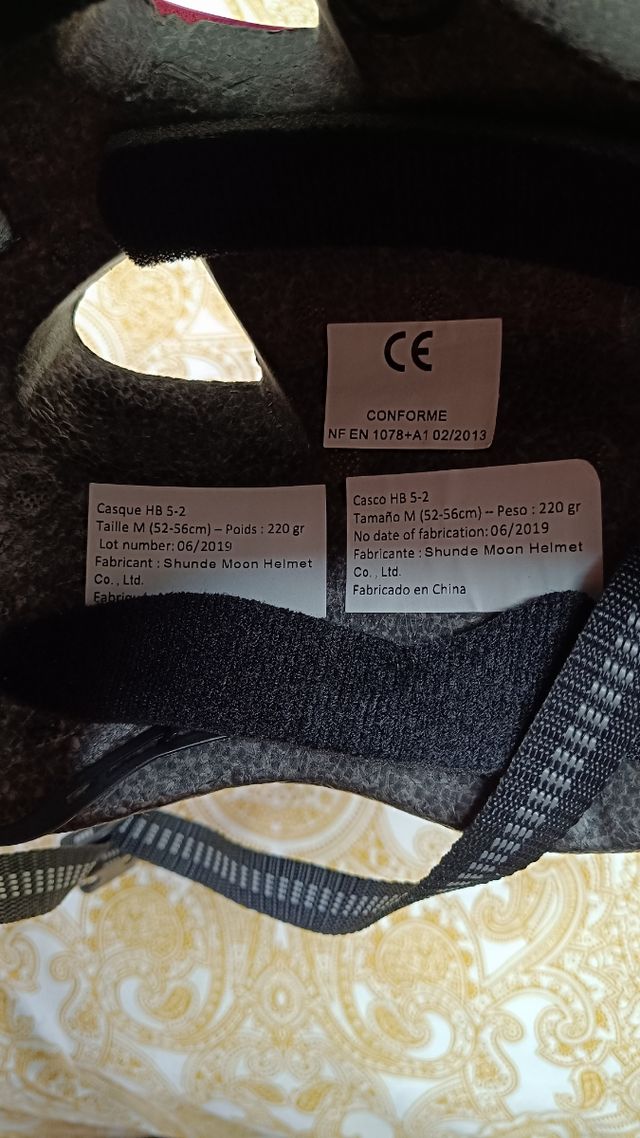 CE
CONFORME
NF EN 1078+A1 02/2013
Casque HB 5-2
Taille M (52-56cm) – Poids : 220 gr
Lot number: 06/2019
Fabricant : Shunde Moon Helmet
Co., Ltd.
Casco HB 5-2
Tamaño M (52-56cm) -- Peso : 220 gr
No date of fabrication: 06/2019
Fabricante : Shunde Moon Helmet
Co., Ltd.
Fabricado en China